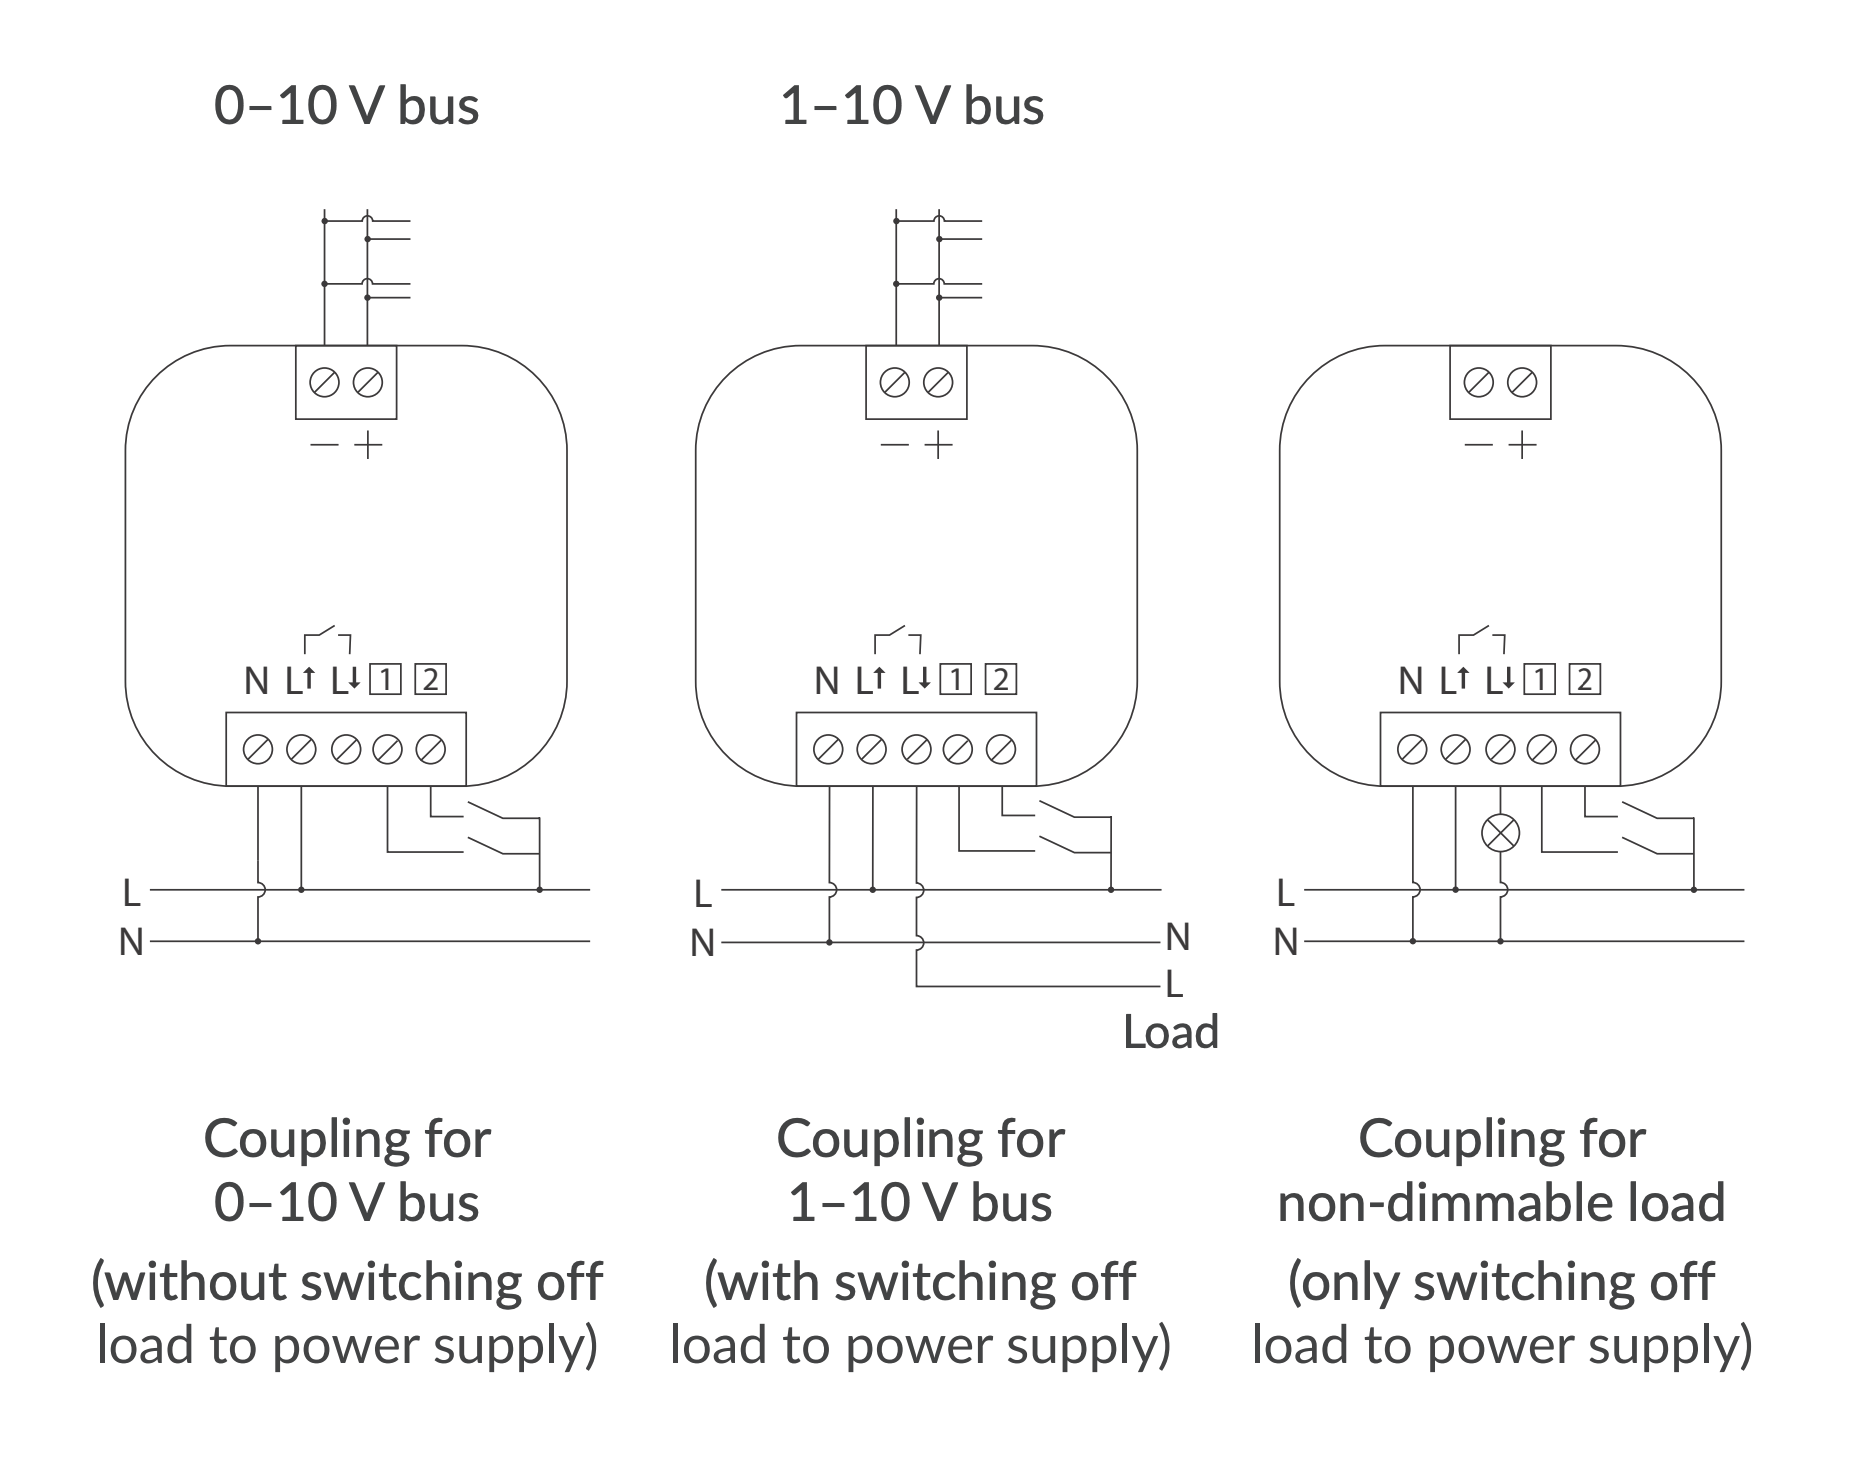 0–10 V bus
1–10 V bus
– +
– +
– +
N L↑ L↓ 1 2
N L↑ L↓ 1 2
N L↑ L↓ 1 2
L
N
L
N
N
L
Load
L
N
Coupling for
0–10 V bus
(without switching off
load to power supply)
Coupling for
1–10 V bus
(with switching off
load to power supply)
Coupling for
non-dimmable load
(only switching off
load to power supply)